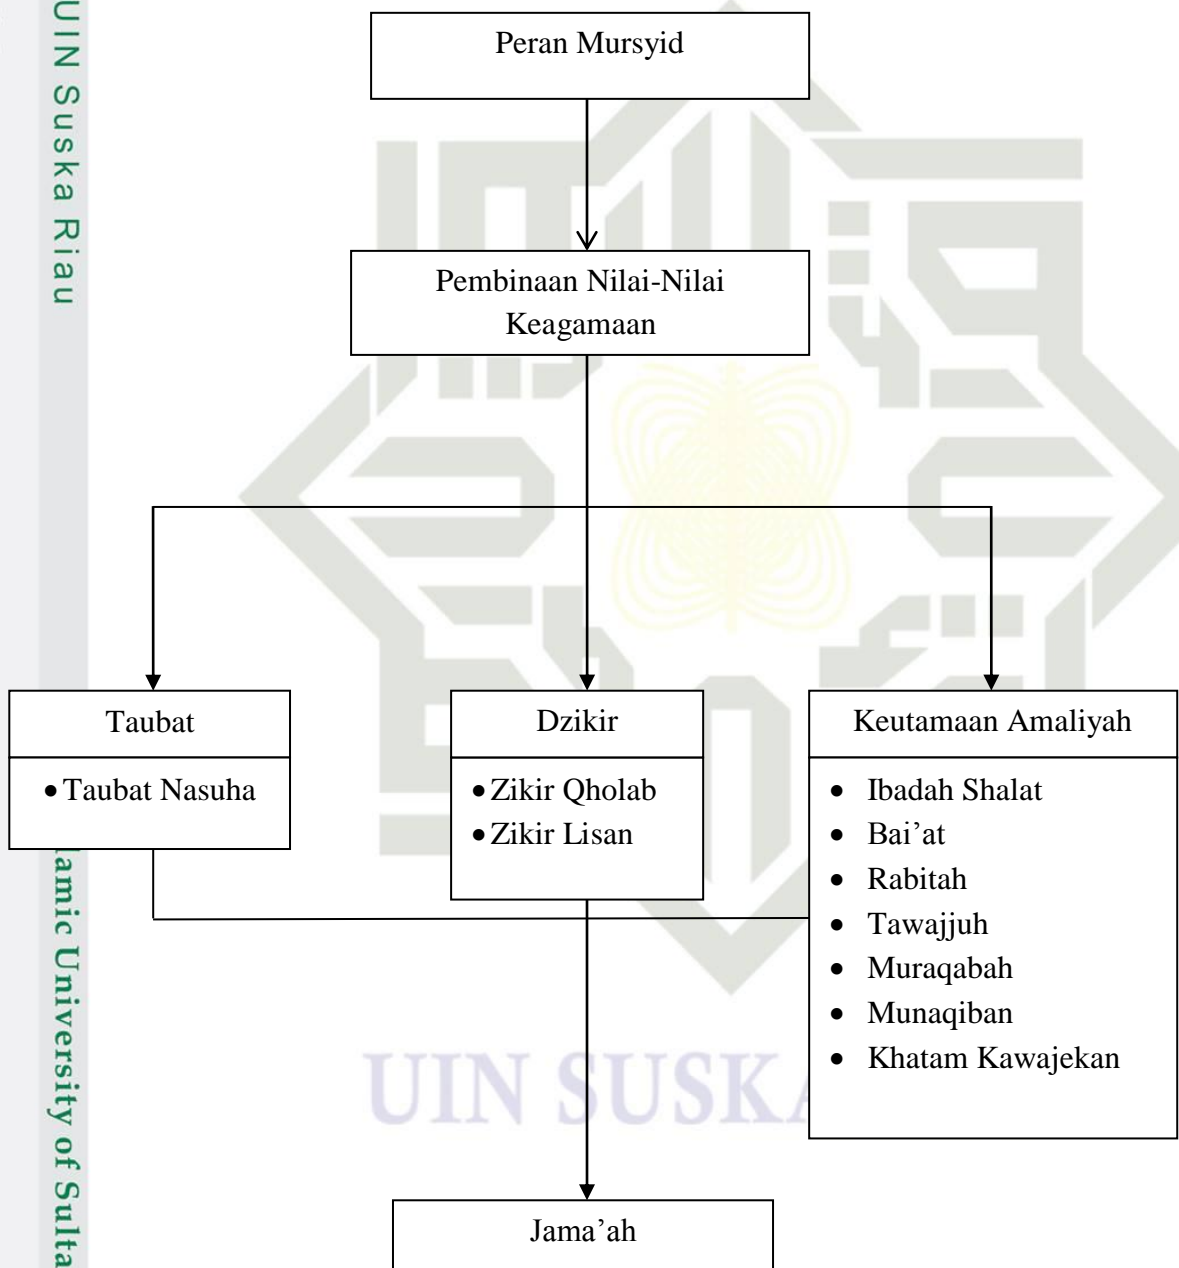 UIN Suska Riau
Peran Mursyid
Pembinaan Nilai-Nilai
Keagamaan
Taubat
• Taubat Nasuha
Dzikir
• Zikir Qholab
• Zikir Lisan
Keutamaan Amaliyah
• Ibadah Shalat
• Bai’at
• Rabitah
• Tawajjuh
• Muraqabah
• Munaqiban
• Khatam Kawajekan
Jama’ah
UIN SUSKA
lamic University of Sulta